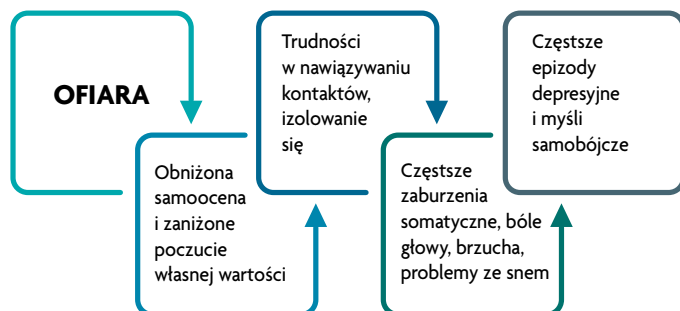 OFIARA
Obniżona
samoocena
i zaniżone
poczucie
własnej wartości
Trudności
w nawiązywaniu
kontaktów,
izolowanie
się
Częstsze
zaburzenia
somatyczne, bóle
głowy, brzucha,
problemy ze snem
Częstsze
epizody
depresyjne
i myśli
samobójcze